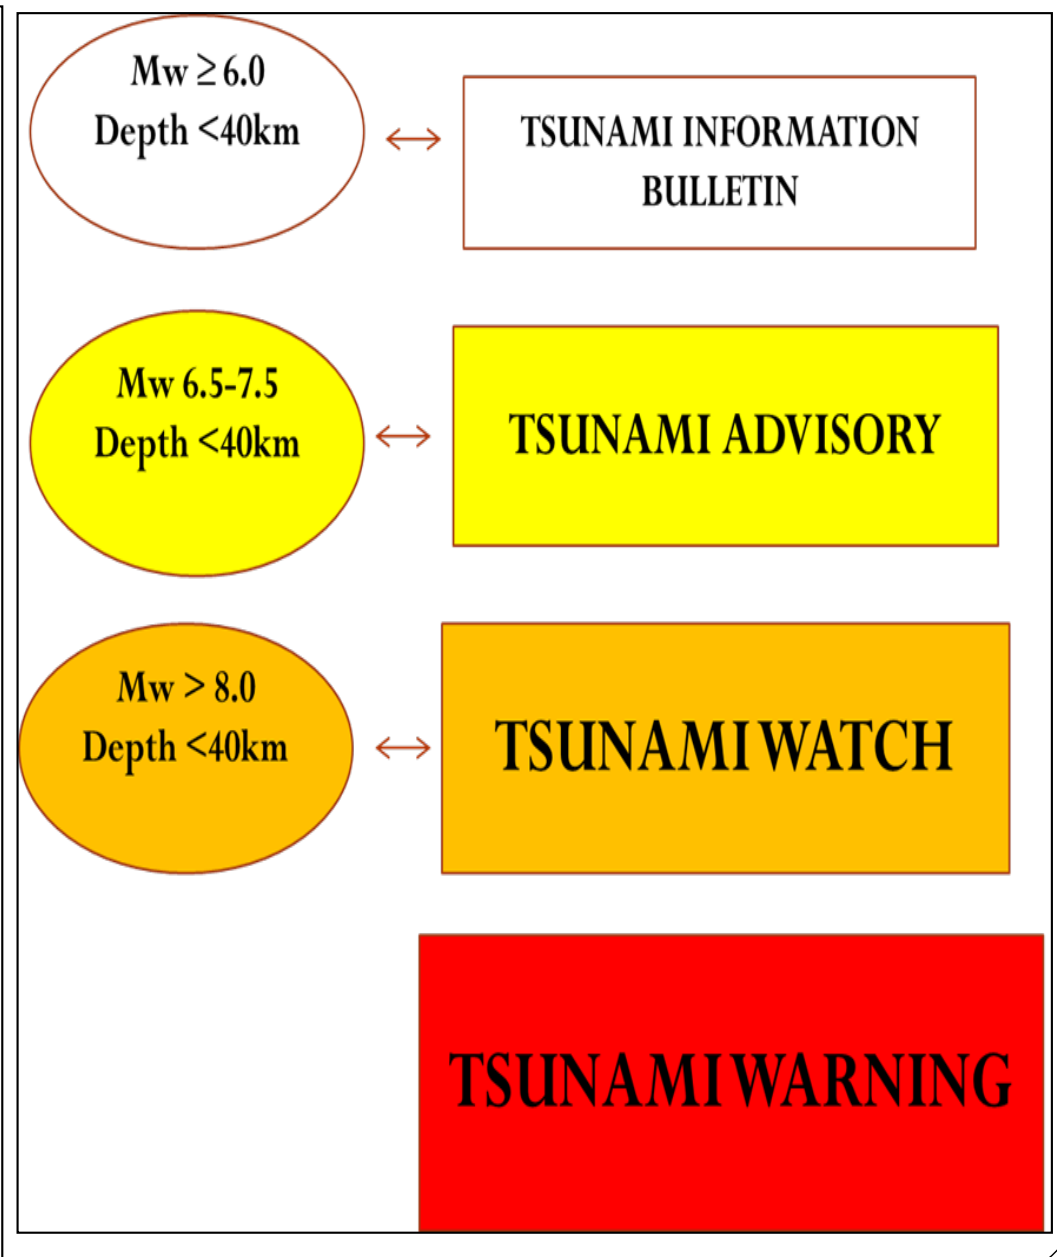 Mw ≥ 6.0
Depth <40km
TSUNAMI INFORMATION
BULLETIN
Mw 6.5-7.5
Depth <40km
TSUNAMI ADVISORY
Mw > 8.0
Depth <40km
TSUNAMI WATCH
TSUNAMI WARNING